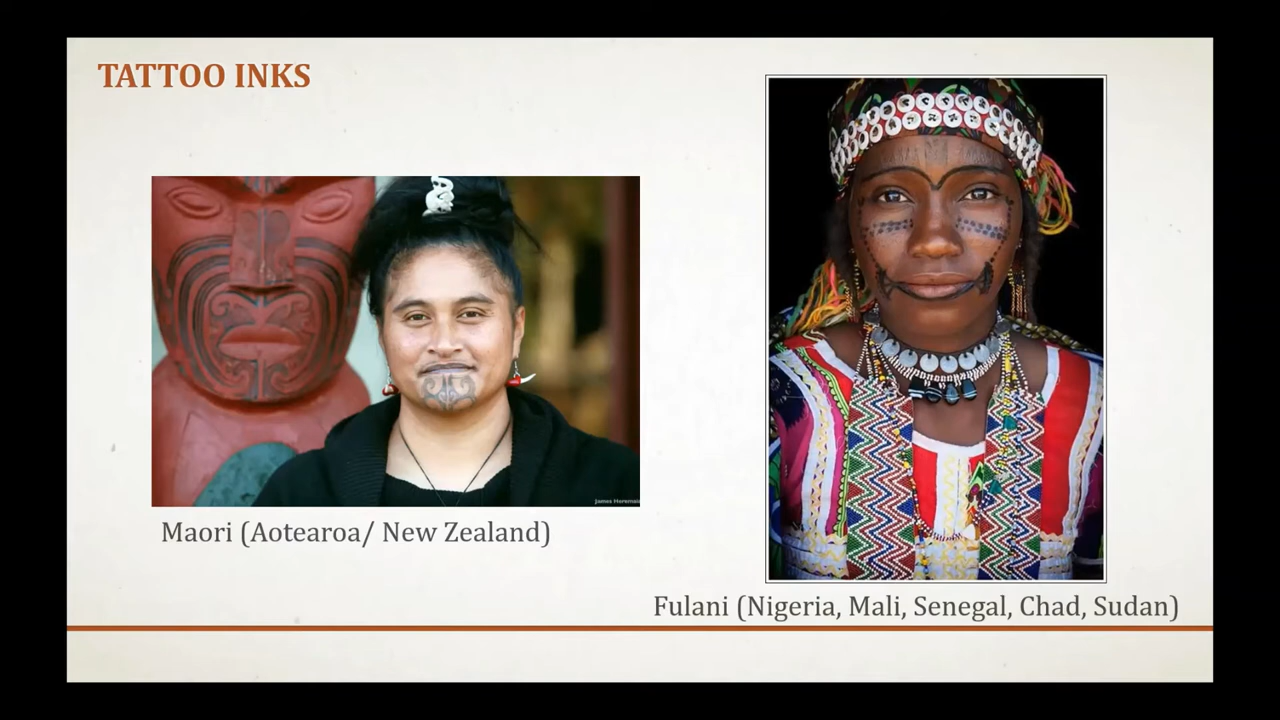 TATTOO INKS
Maori (Aotearoa/ New Zealand)
Fulani (Nigeria, Mali, Senegal, Chad, Sudan)